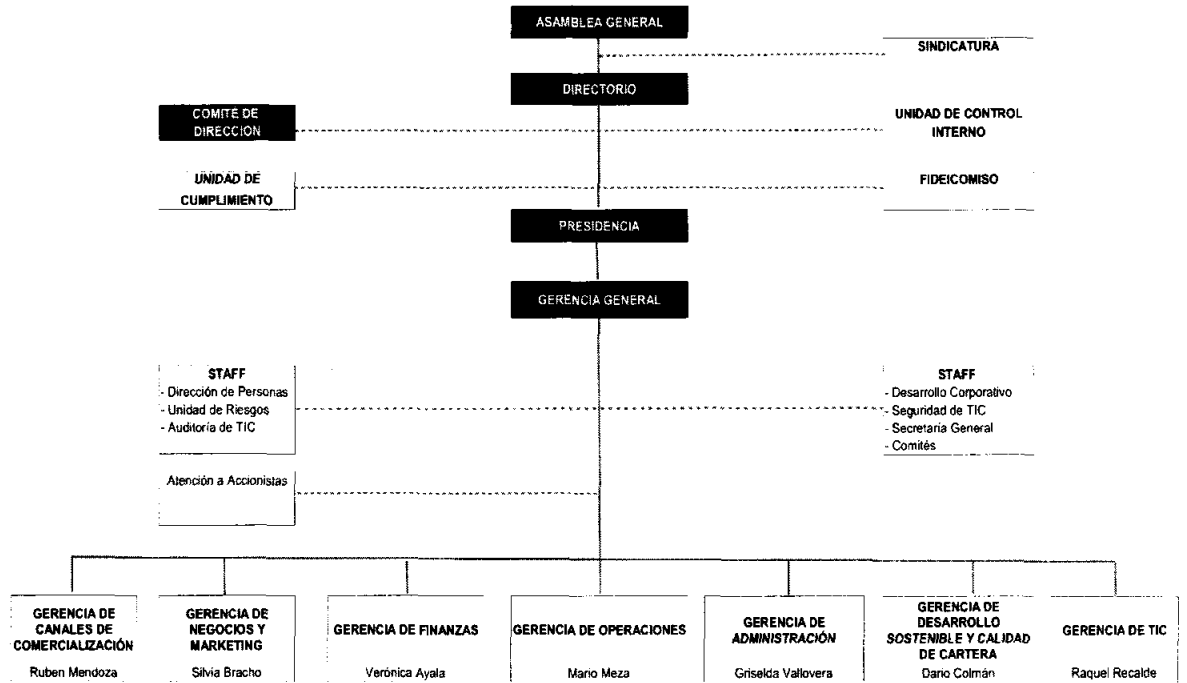 ASAMBLEA GENERAL
SINDICATURA
DIRECTORIO
COMITÉ DE
DIRECCIÓN
UNIDAD DE CONTROL
INTERNO
UNIDAD DE
CUMPLIMIENTO
FIDEICOMISO
PRESIDENCIA
GERENCIA GENERAL
STAFF
- Dirección de Personas
- Unidad de Riesgos
- Auditoría de TIC
STAFF
- Desarrollo Corporativo
- Seguridad de TIC
- Secretaría General
- Comités
Atención a Accionistas
GERENCIA DE
CANALES DE
COMERCIALIZACIÓN
Ruben Mendoza
GERENCIA DE
NEGOCIOS Y
MARKETING
Silvia Bracho
GERENCIA DE FINANZAS
Verónica Ayala
GERENCIA DE OPERACIONES
Mario Meza
GERENCIA DE
ADMINISTRACIÓN
Griselda Vallovera
GERENCIA DE
DESARROLLO
SOSTENIBLE Y CALIDAD
DE CARTERA
Dario Colmán
GERENCIA DE TIC
Raquel Recalde